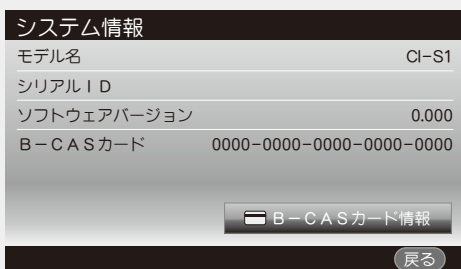 システム情報
モデル名 CI-S1
シリアルＩＤ
ソフトウェアバージョン 0.000
Ｂ－ＣＡＳカード 0000-0000-0000-0000-0000
Ｂ－ＣＡＳカード情報
戻る